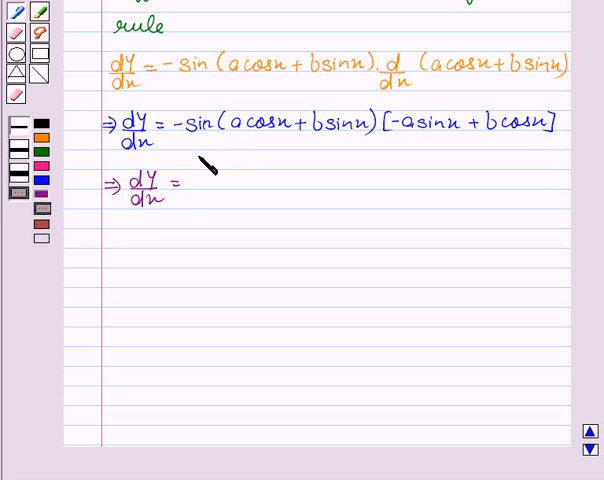 rule
dy/dx = -sin (acosx + bsinx) . d/dx (acosx + bsinx)
⇒ dy/dx = -sin (acosx + bsinx) [-asinx + bcosx]
⇒ dy/dx =